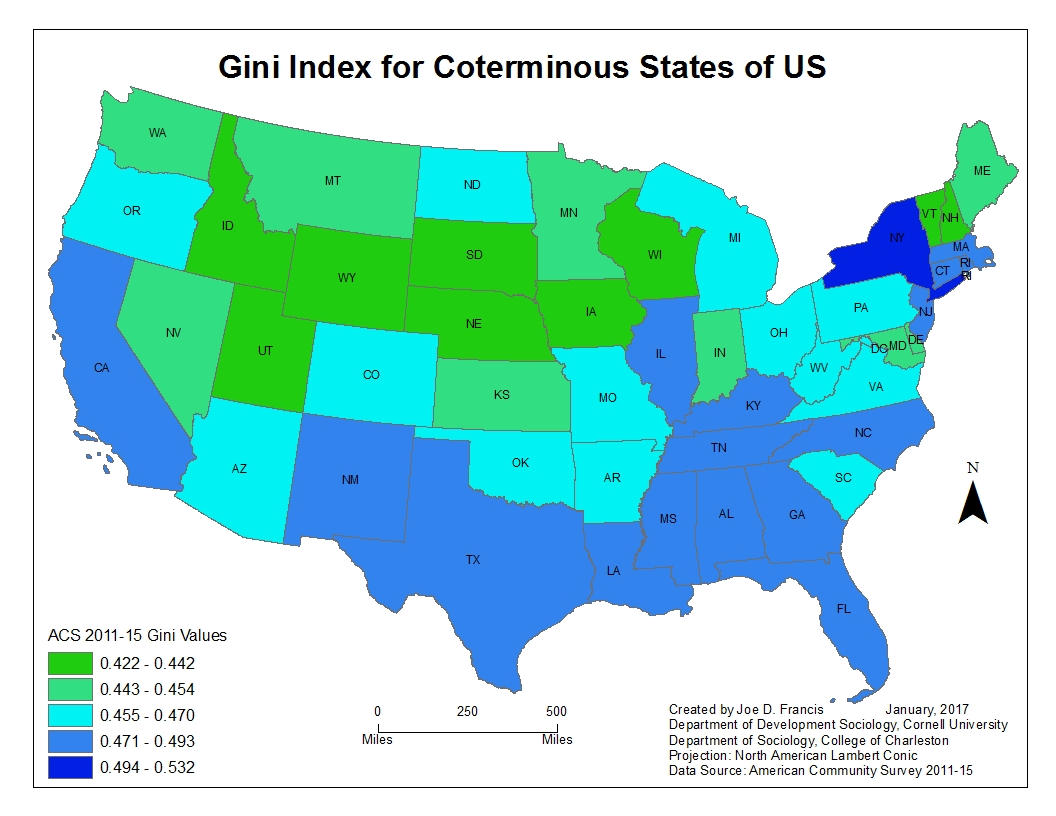 Gini Index for Coterminous States of US
WA
MT
ND
MN
ME
OR
ID
SD
WI
MI
VT
NH
NY
MA
RI
CT
RI
WY
NE
IA
PA
NJ
NV
UT
CO
KS
MO
IL
IN
OH
WV
DC
MD
DE
VA
CA
KY
NC
AZ
NM
OK
AR
TN
SC
MS
AL
GA
TX
LA
FL
N
ACS 2011-15 Gini Values
0.422 - 0.442
0.443 - 0.454
0.455 - 0.470
0.471 - 0.493
0.494 - 0.532
0 250 500
Miles Miles
Created by Joe D. Francis January, 2017
Department of Development Sociology, Cornell University
Department of Sociology, College of Charleston
Projection: North American Lambert Conic
Data Source: American Community Survey 2011-15